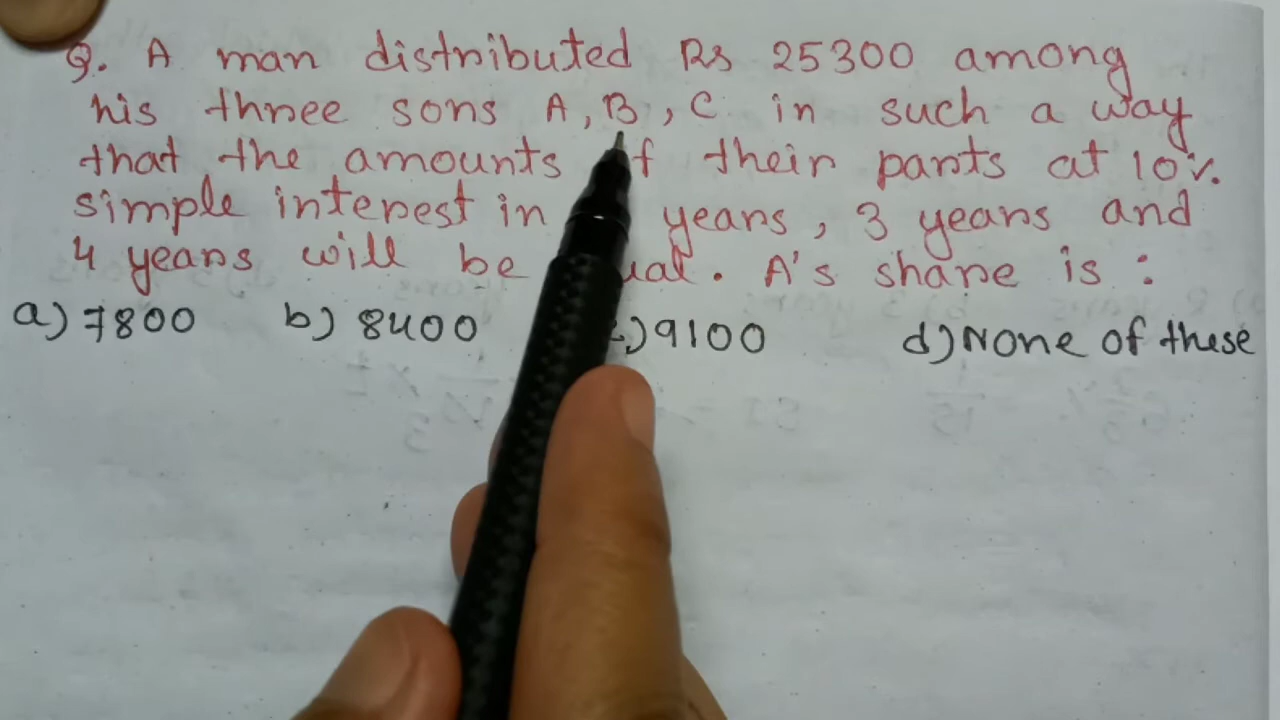 Q. A man distributed Rs 25300 among
his three sons A, B, C in such a way
that the amounts of their parts at 10%
simple interest in years, 3 years and
4 years will be. A's share is :
a) 7800 b) 8400 c) 9100 d) None of these